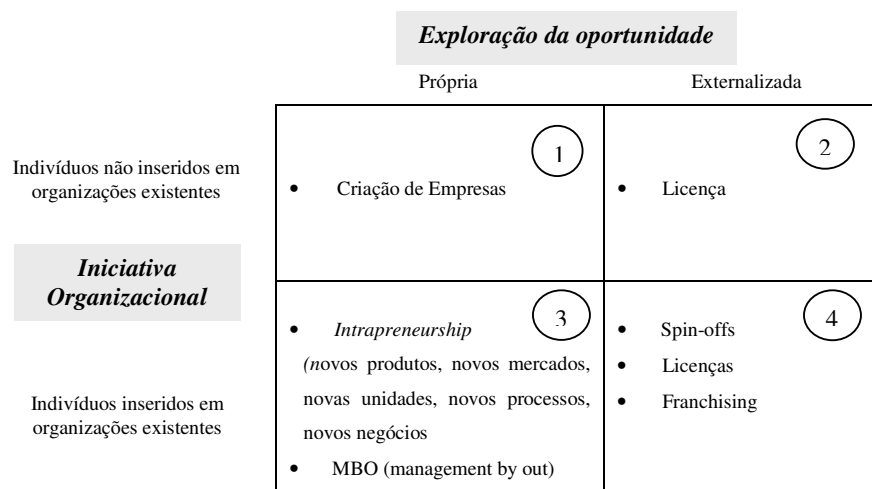 Exploração da oportunidade
Própria
Externalizada
Indivíduos não inseridos em
organizações existentes
1
• Criação de Empresas
2
• Licença
Iniciativa
Organizacional
Indivíduos inseridos em
organizações existentes
3
• Intrapreneurship
(novos produtos, novos mercados,
novas unidades, novos processos,
novos negócios
• MBO (management by out)
4
• Spin-offs
• Licenças
• Franchising